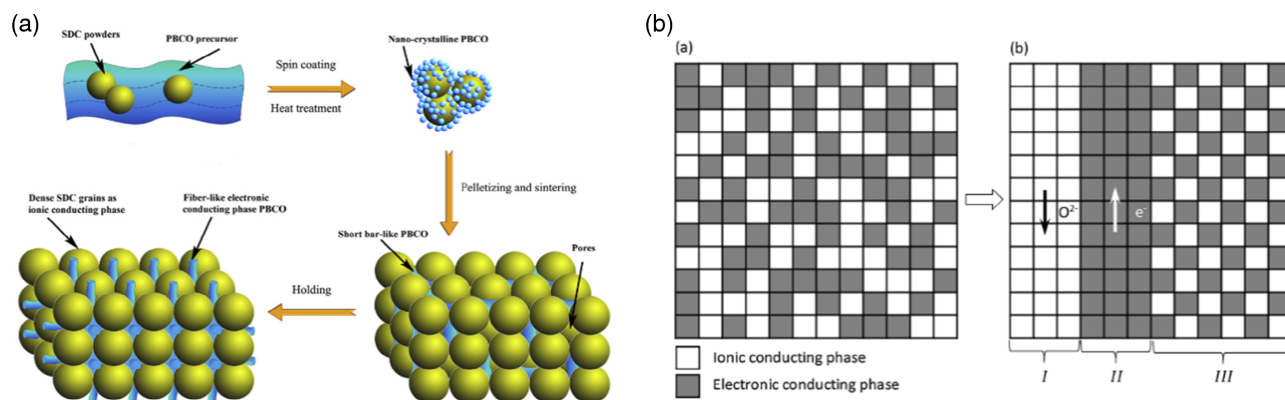 (a)
SDC powders
PBCO precursor
Spin coating
Heat treatment
Nano-crystalline PBCO
Pelletizing and sintering
Dense SDC grains as
ionic conducting phase
Fiber-like electronic
conducting phase PBCO
Short bar-like PBCO
Pores
Holding
(b)
(a)
(b)
O²⁻
e⁻
Ionic conducting phase
Electronic conducting phase
I
II
III